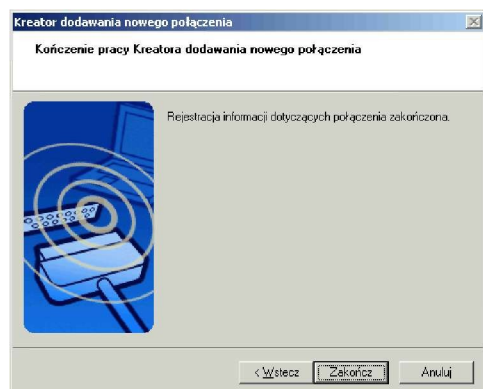 Kreator dodawania nowego połączenia
Kończenie pracy Kreatora dodawania nowego połączenia
Rejestracja informacji dotyczących połączenia zakończona.
< Wstecz Zakończ Anuluj